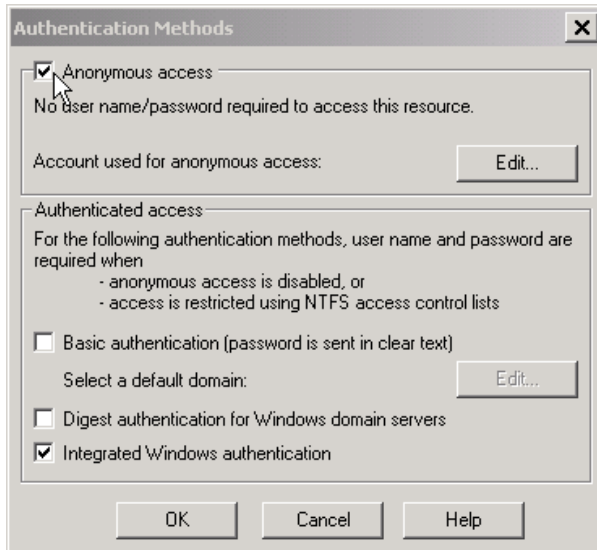 Authentication Methods
Anonymous access
No user name/password required to access this resource.
Account used for anonymous access:
Edit...
Authenticated access
For the following authentication methods, user name and password are
required when
- anonymous access is disabled, or
- access is restricted using NTFS access control lists
Basic authentication (password is sent in clear text)
Select a default domain:
Edit...
Digest authentication for Windows domain servers
Integrated Windows authentication
OK
Cancel
Help